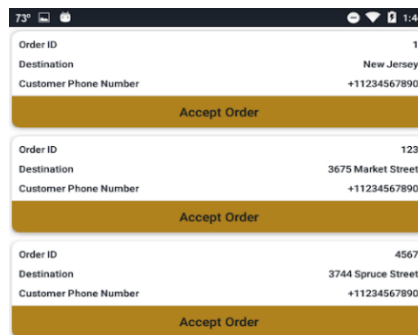 73° 1:4
Order ID 1
Destination New Jersey
Customer Phone Number +11234567890
Accept Order
Order ID 123
Destination 3675 Market Street
Customer Phone Number +11234567890
Accept Order
Order ID 4567
Destination 3744 Spruce Street
Customer Phone Number +11234567890
Accept Order